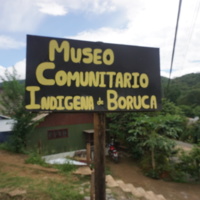 MUSEO
COMUNITARIO
INDIGENA de BORUCA